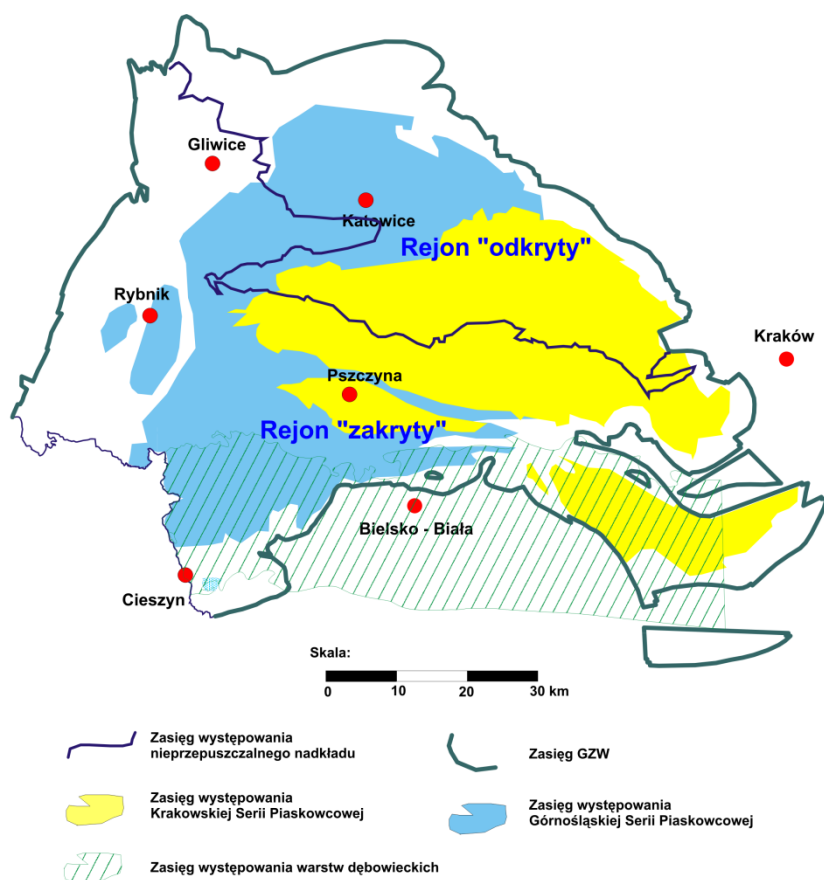 Gliwice
Katowice
Rejon "odkryty"
Rybnik
Kraków
Pszczyna
Rejon "zakryty"
Bielsko - Biała
Cieszyn
Skala:
0 10 20 30 km
Zasięg występowania
nieprzepuszczalnego nadkładu
Zasięg GZW
Zasięg występowania
Krakowskiej Serii Piaskowcowej
Zasięg występowania
Górnośląskiej Serii Piaskowcowej
Zasięg występowania warstw dębowieckich